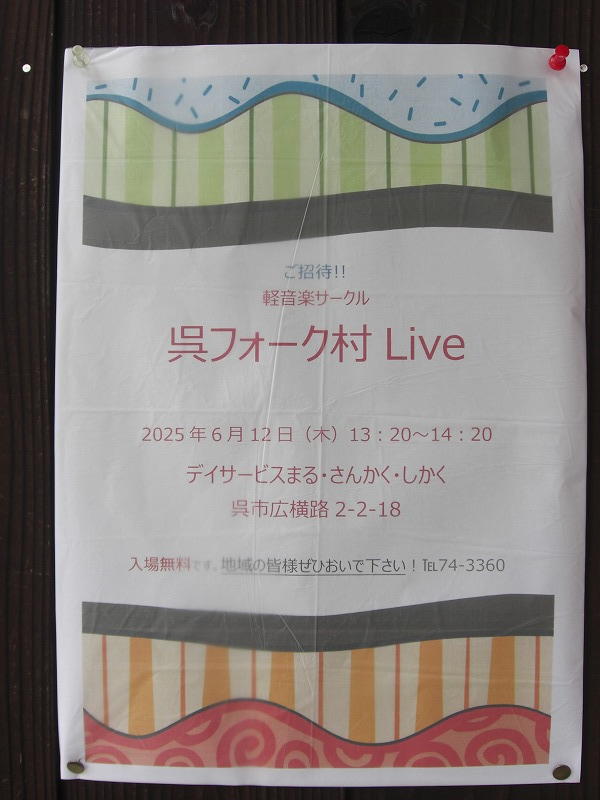 ご招待!!
軽音楽サークル
呉フォーク村 Live
2025年6月12日（木）13：20～14：20
デイサービスまる・さんかく・しかく
呉市広横路 2-2-18
入場無料です。地域の皆様ぜひおいで下さい！℡74-3360